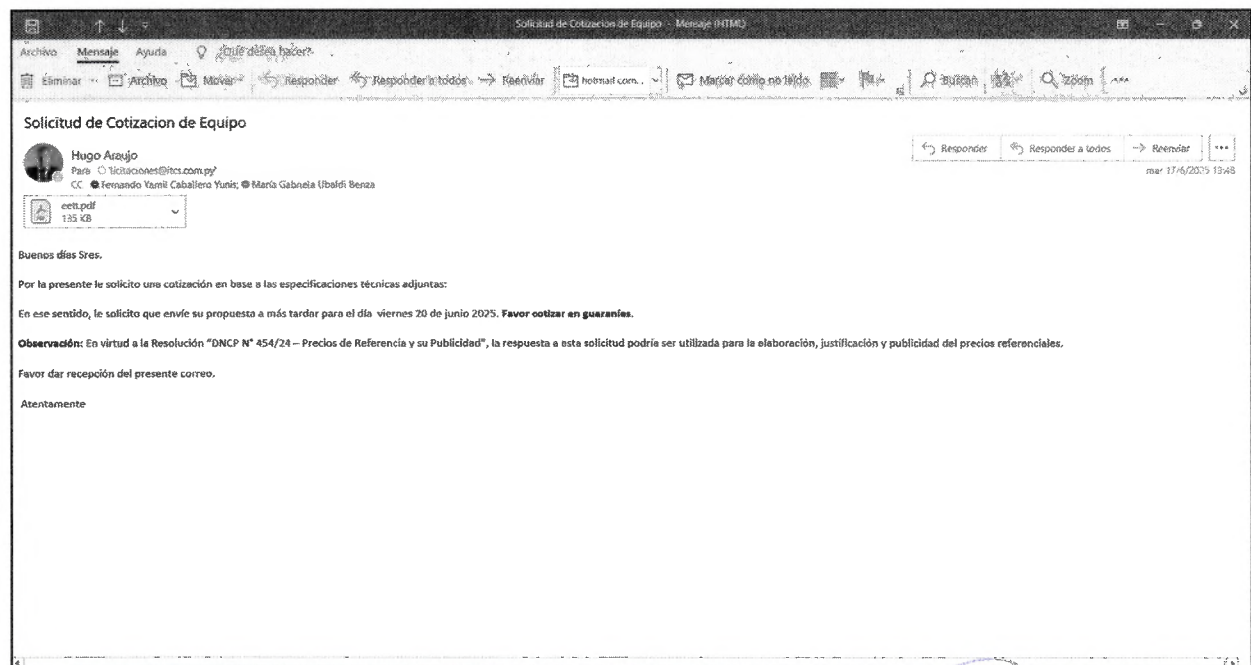 Solicitud de Cotizacion de Equipo - Mensaje (HTML)
Archivo Mensaje Ayuda ¿Qué desea hacer?
Eliminar Archivo Mover Responder Responder a todos Reenviar hotmail com... Marcar como no leído Buscar Zoom ...
Solicitud de Cotizacion de Equipo
Hugo Araujo
Para 'licitaciones@itcs.com.py'
CC Fernando Yamil Caballero Yunis; María Gabriela Ubaldi Benza
Responder Responder a todos Reenviar ...
mar 17/6/2025 13:48
eett.pdf
135 KB
Buenos días Sres.
Por la presente le solicito una cotización en base a las especificaciones técnicas adjuntas:
En ese sentido, le solicito que envíe su propuesta a más tardar para el día viernes 20 de junio 2025. Favor cotizar en guaraníes.
Observación: En virtud a la Resolución "DNCP N° 454/24 – Precios de Referencia y su Publicidad", la respuesta a esta solicitud podría ser utilizada para la elaboración, justificación y publicidad del precios referenciales.
Favor dar recepción del presente correo.
Atentamente